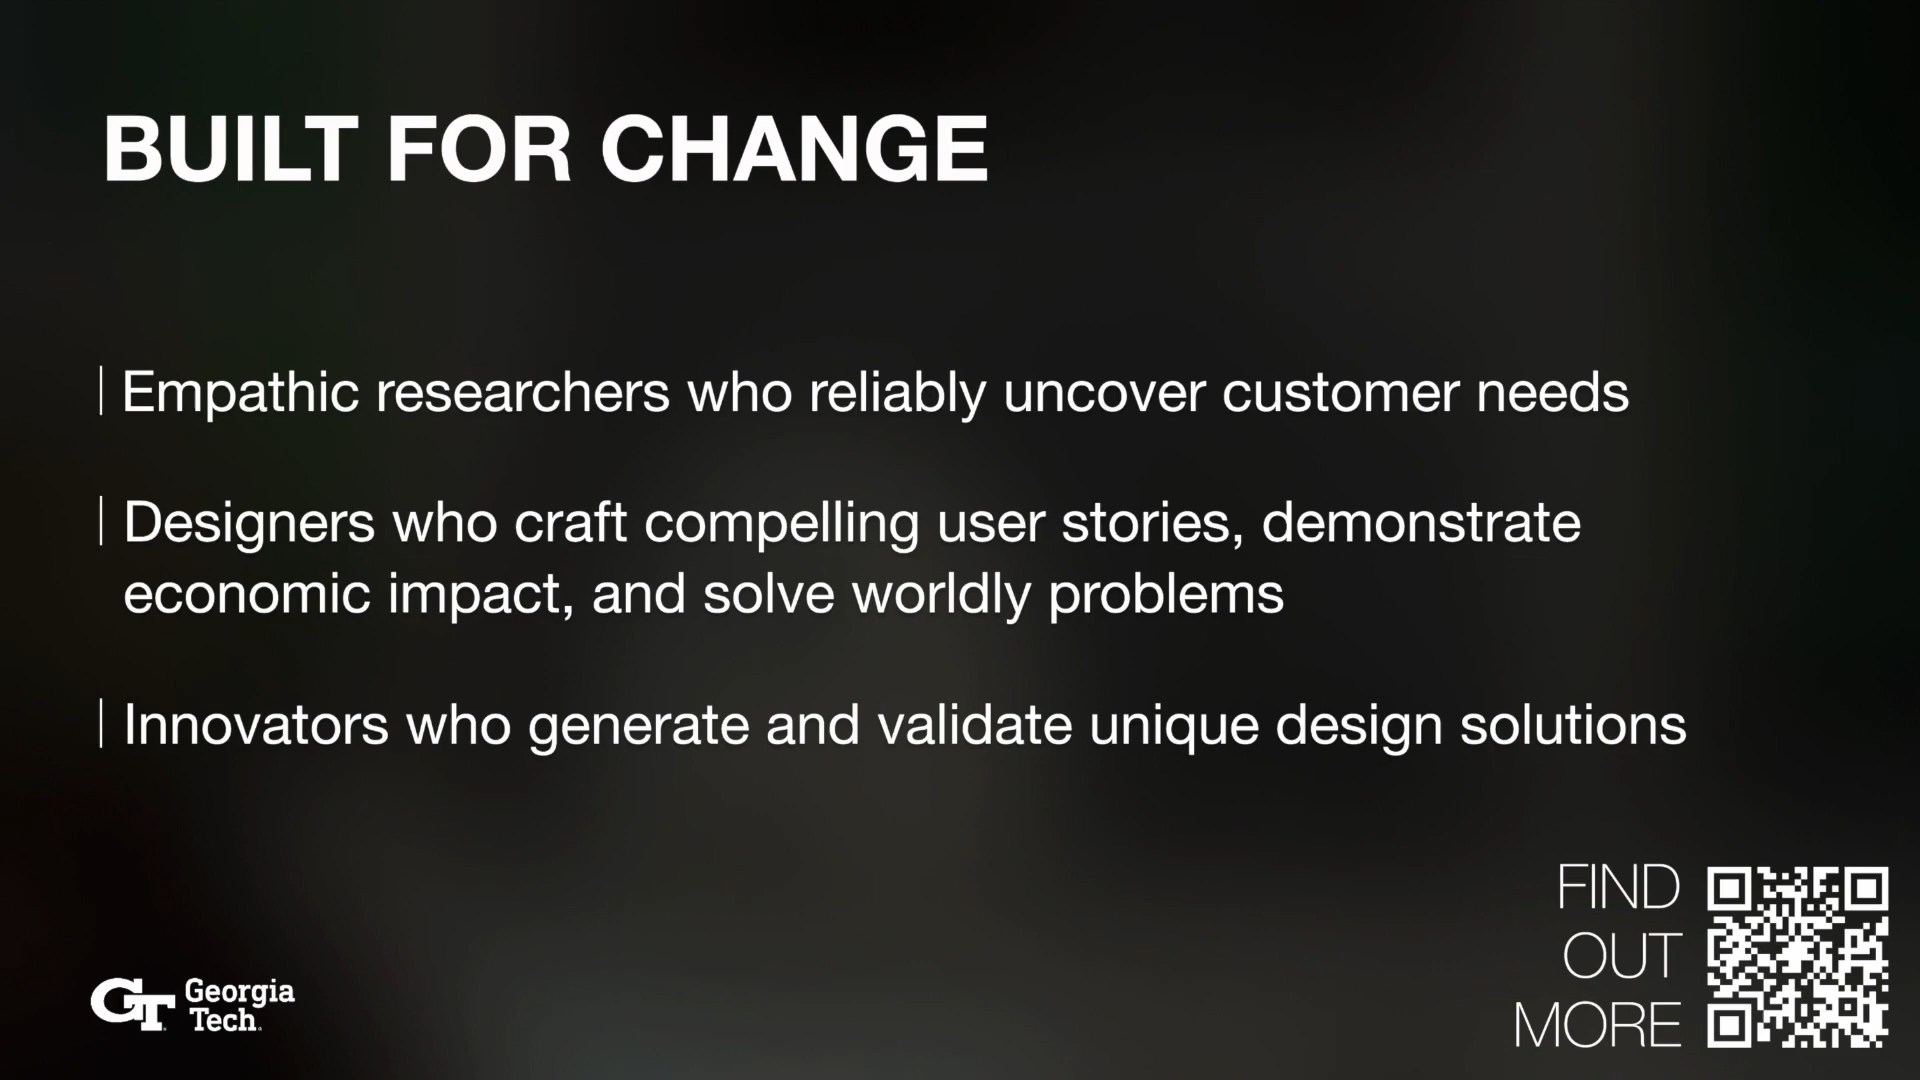 BUILT FOR CHANGE
Empathic researchers who reliably uncover customer needs
Designers who craft compelling user stories, demonstrate
economic impact, and solve worldly problems
Innovators who generate and validate unique design solutions
FIND
OUT
MORE
GT Georgia
Tech